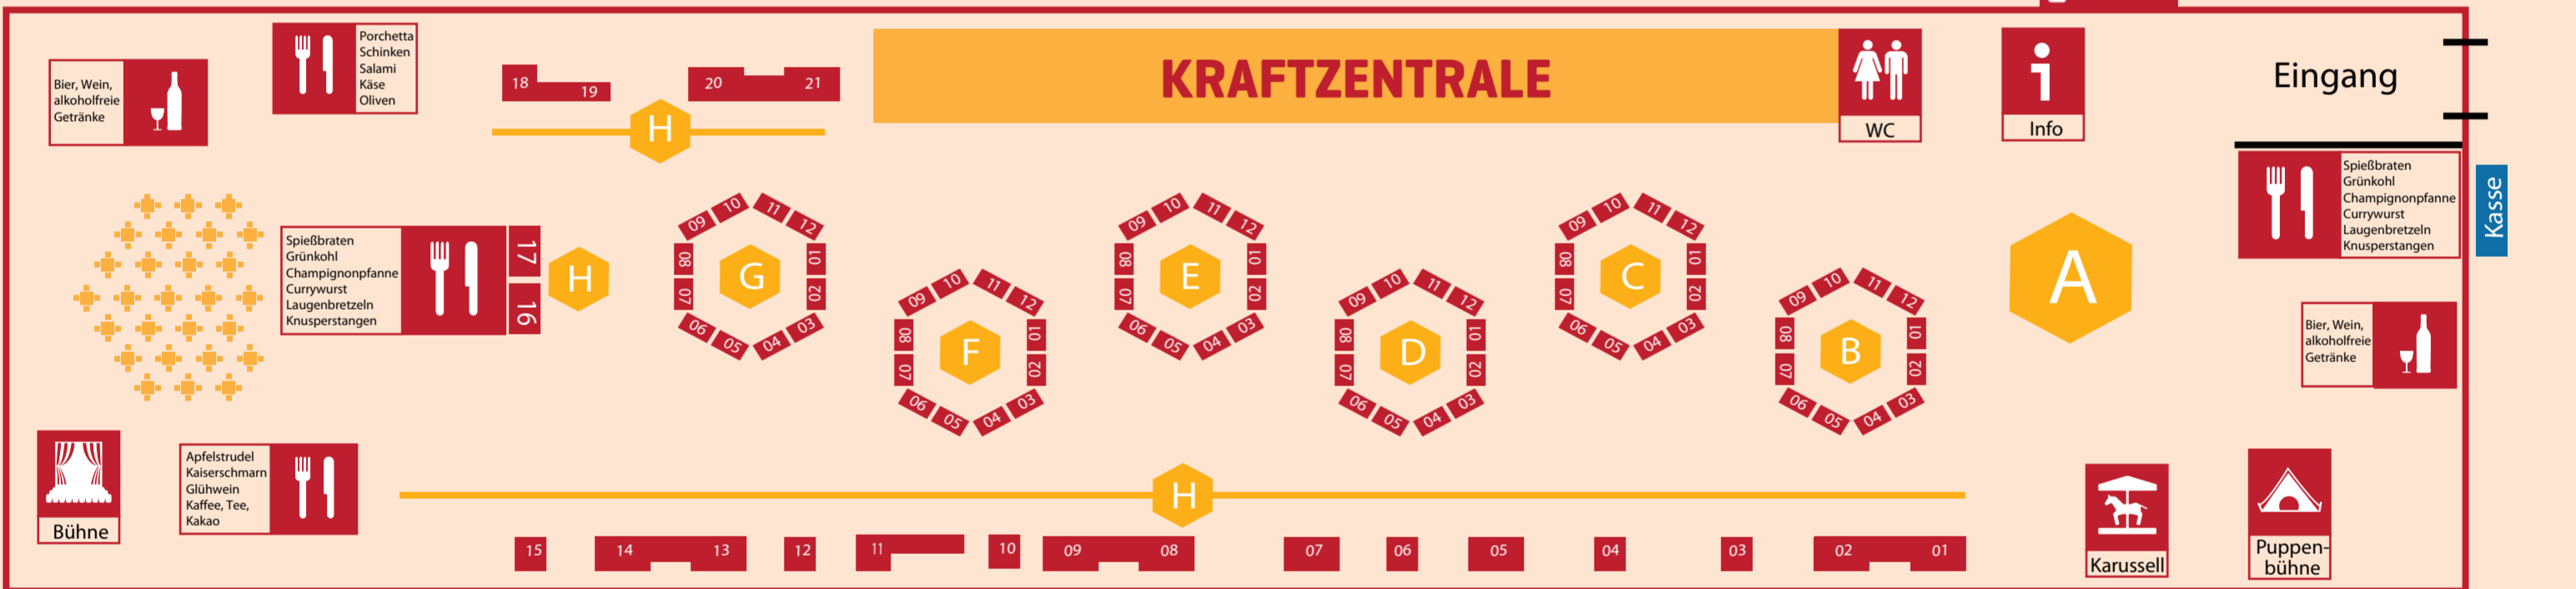 Bier, Wein,
alkoholfreie
Getränke
Porchetta
Schinken
Salami
Käse
Oliven
18
19
20
21
H
KRAFTZENTRALE
WC
Info
Eingang
Spießbraten
Grünkohl
Champignonpfanne
Currywurst
Laugenbretzeln
Knusperstangen
Kasse
Spießbraten
Grünkohl
Champignonpfanne
Currywurst
Laugenbretzeln
Knusperstangen
17
16
H
G
01
02
03
04
05
06
07
08
09
10
11
12
F
01
02
03
04
05
06
07
08
09
10
11
12
E
01
02
03
04
05
06
07
08
09
10
11
12
D
01
02
03
04
05
06
07
08
09
10
11
12
C
01
02
03
04
05
06
07
08
09
10
11
12
B
01
02
03
04
05
06
07
08
09
10
11
12
A
Bier, Wein,
alkoholfreie
Getränke
Bühne
Apfelstrudel
Kaiserschmarn
Glühwein
Kaffee, Tee,
Kakao
H
15
14
13
12
11
10
09
08
07
06
05
04
03
02
01
Karussell
Puppen-
bühne